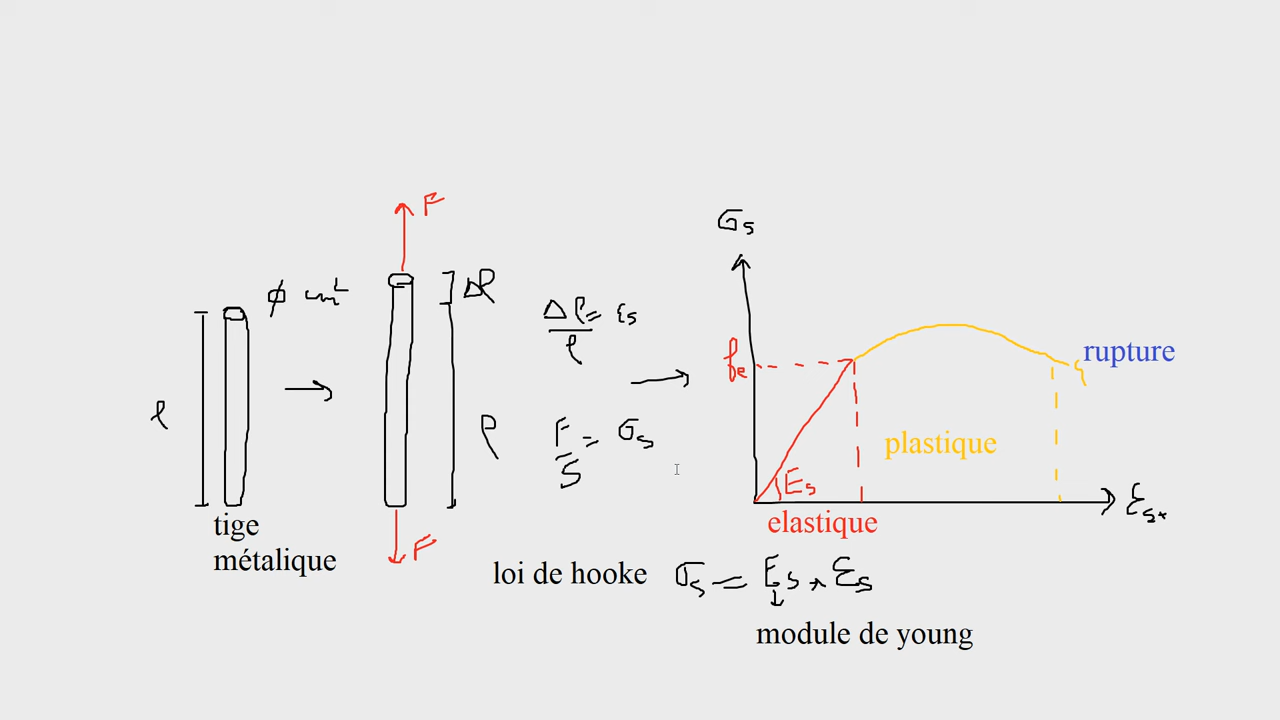 F
ϕ cm²
Δl
l
tige
métalique
l
F
Δl/l = εs
F/S = σs
σs
fe
Es
elastique
plastique
rupture
εs
loi de hooke σs = Es * εs
module de young